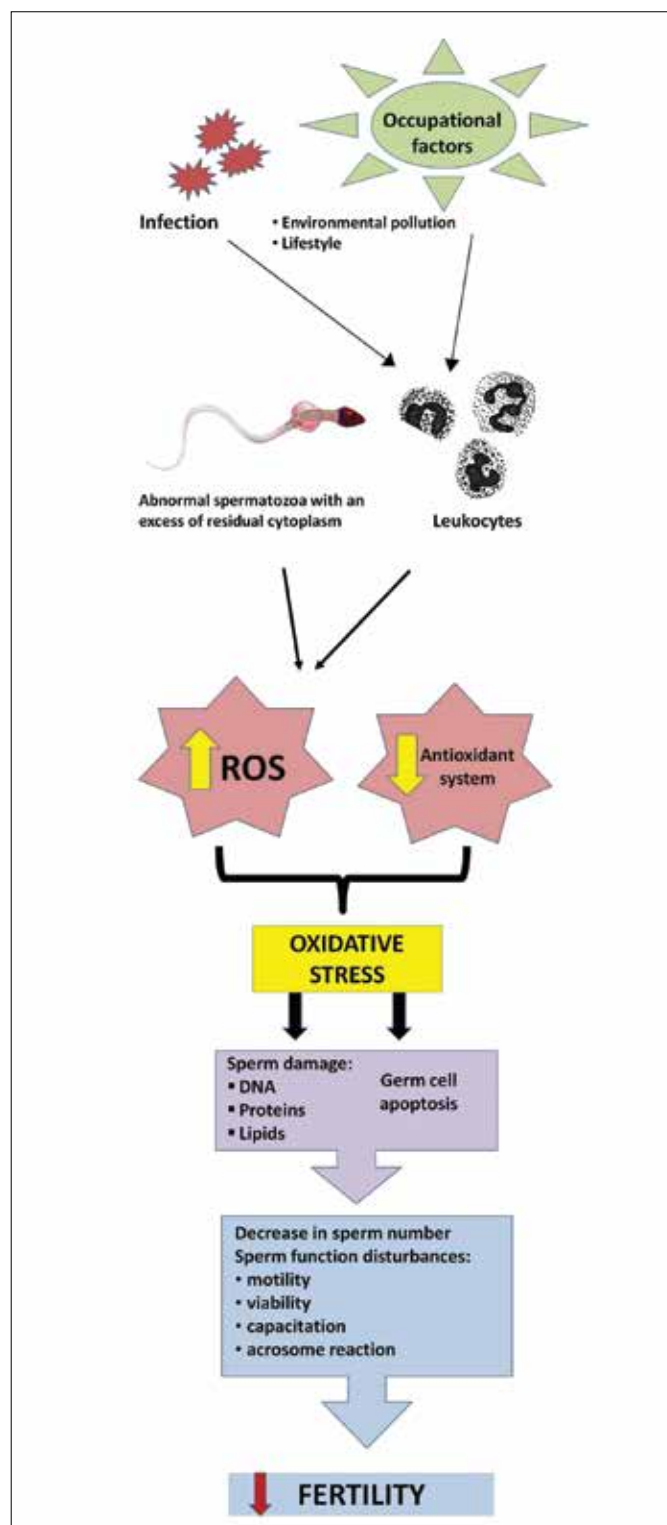 Occupational
factors
Infection
• Environmental pollution
• Lifestyle
Abnormal spermatozoa with an
excess of residual cytoplasm
Leukocytes
ROS
Antioxidant
system
OXIDATIVE
STRESS
Sperm damage:
▪ DNA
▪ Proteins
▪ Lipids
Germ cell
apoptosis
Decrease in sperm number
Sperm function disturbances:
• motility
• viability
• capacitation
• acrosome reaction
FERTILITY